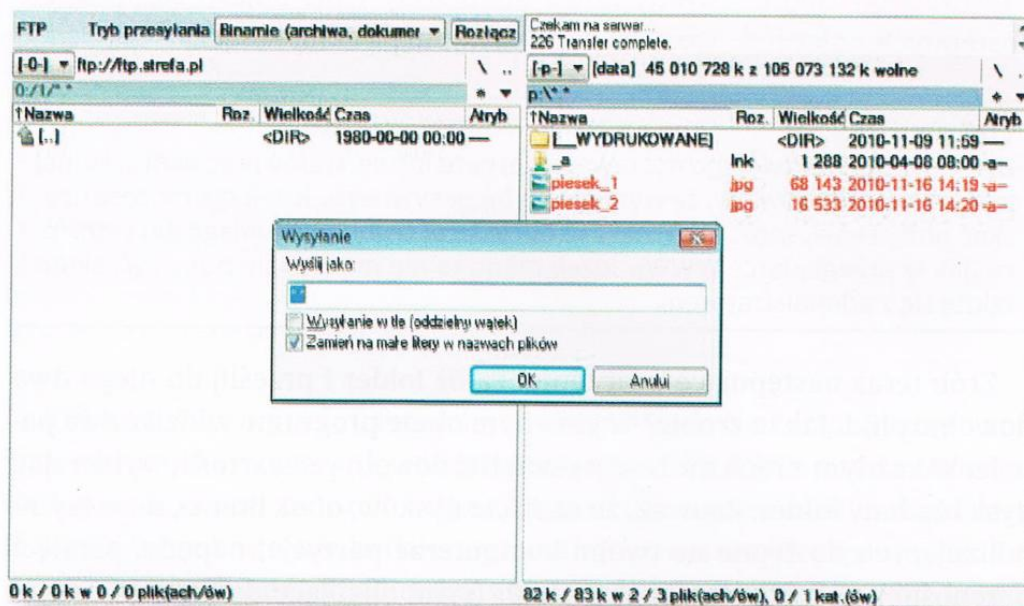 FTP Tryb przesyłania Binarnie (archiwa, dokumer Rozłącz
[-0-] ftp://ftp.strefa.pl \ ..
0:/1/*.* * ▼
↑Nazwa Roz. Wielkość Czas Atryb
[..] <DIR> 1980-00-00 00:00 —
0 k / 0 k w 0 / 0 plik(ach/ów)
Czekam na serwer...
226 Transfer complete.
[-p-] [data] 45 010 728 k z 105 073 132 k wolne \ ..
p:\*.* * ▼
↑Nazwa Roz. Wielkość Czas Atryb
[__WYDRUKOWANE] <DIR> 2010-11-09 11:59 —
_a lnk 1 288 2010-04-08 08:00 -a-
piesek_1 jpg 68 143 2010-11-16 14:19 -a-
piesek_2 jpg 16 533 2010-11-16 14:20 -a-
82 k / 83 k w 2 / 3 plik(ach/ów), 0 / 1 kat.(ów)
Wysyłanie
Wyślij jako:
*.*
Wysyłanie w tle (oddzielny wątek)
Zamień na małe litery w nazwach plików
OK Anuluj